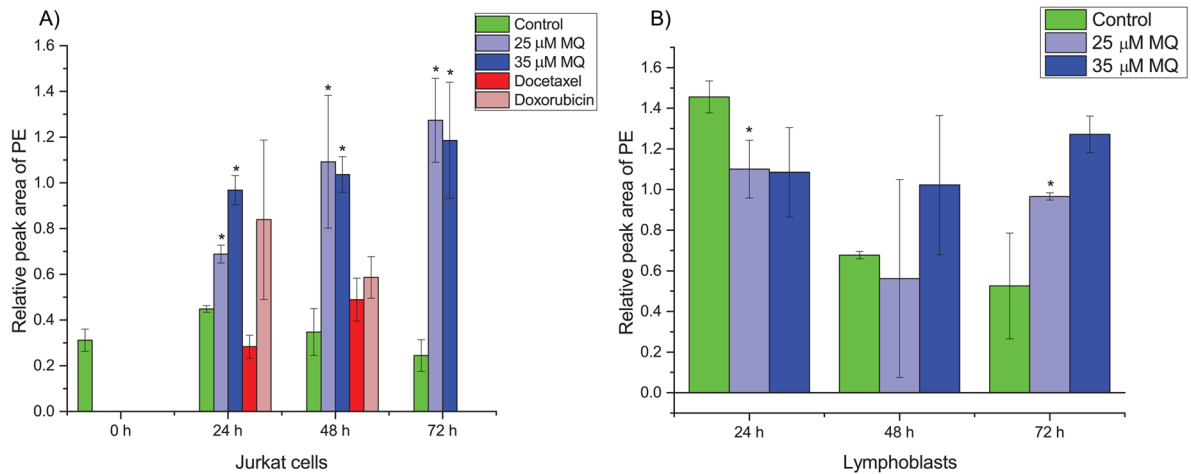 A)
Control
25 μM MQ
35 μM MQ
Docetaxel
Doxorubicin
Relative peak area of PE
1.6
1.4
1.2
1.0
0.8
0.6
0.4
0.2
0.0
* * * * * *
0 h 24 h 48 h 72 h
Jurkat cells
B)
Control
25 μM MQ
35 μM MQ
Relative peak area of PE
1.6
1.4
1.2
1.0
0.8
0.6
0.4
0.2
0.0
* *
24 h 48 h 72 h
Lymphoblasts